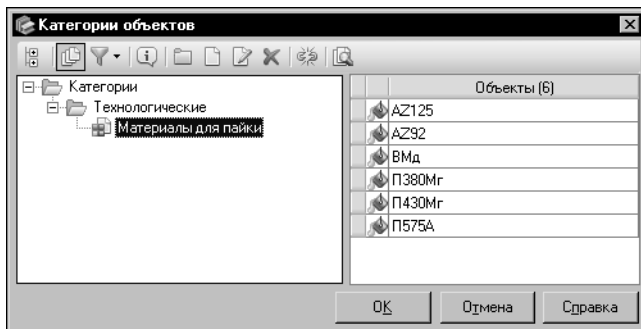 Категории объектов
Категории
Технологические
Материалы для пайки
Объекты (6)
AZ125
AZ92
ВМд
П380Мг
П430Мг
П575А
OK
Отмена
Справка